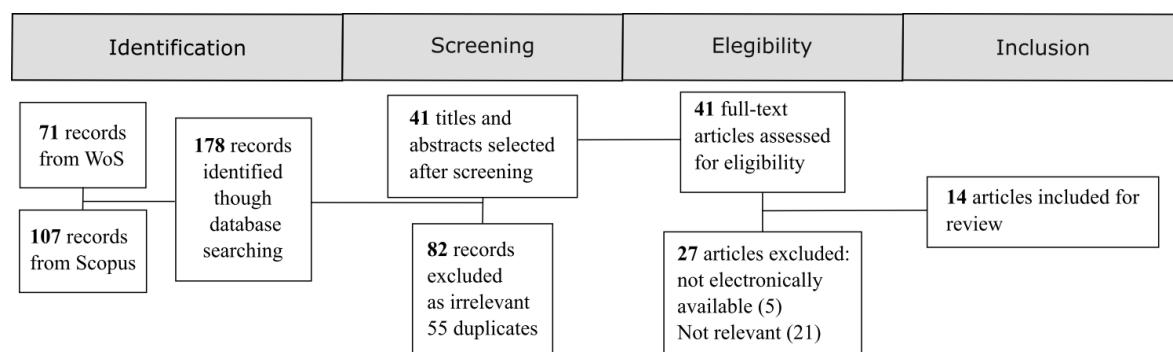 Identification
Screening
Elegibility
Inclusion
71 records
from WoS
107 records
from Scopus
178 records
identified
though
database
searching
41 titles and
abstracts selected
after screening
82 records
excluded
as irrelevant
55 duplicates
41 full-text
articles assessed
for eligibility
27 articles excluded:
not electronically
available (5)
Not relevant (21)
14 articles included for
review